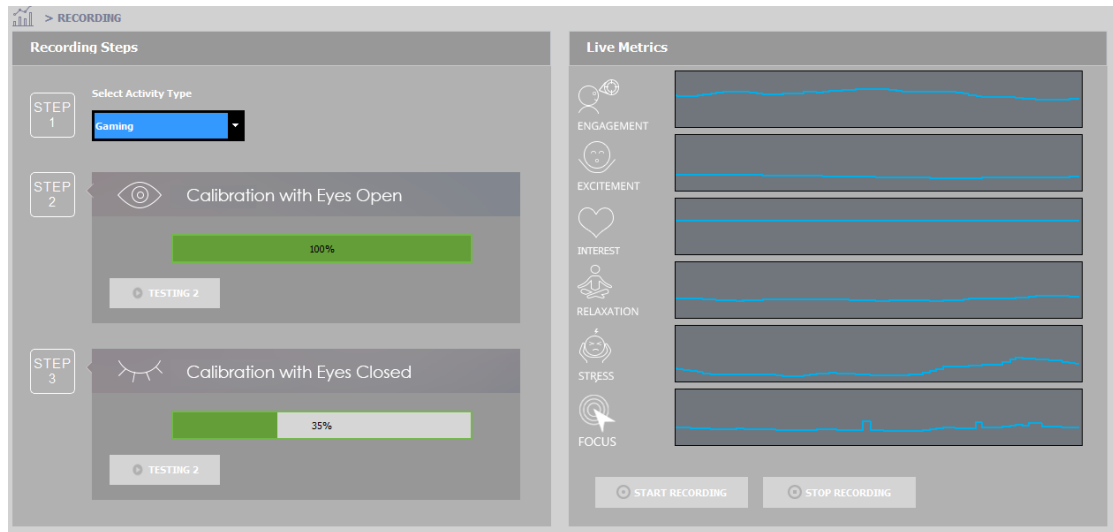 > RECORDING
Recording Steps
STEP
1
Select Activity Type
Gaming
STEP
2
Calibration with Eyes Open
100%
TESTING 2
STEP
3
Calibration with Eyes Closed
35%
TESTING 2
Live Metrics
ENGAGEMENT
EXCITEMENT
INTEREST
RELAXATION
STRESS
FOCUS
START RECORDING
STOP RECORDING